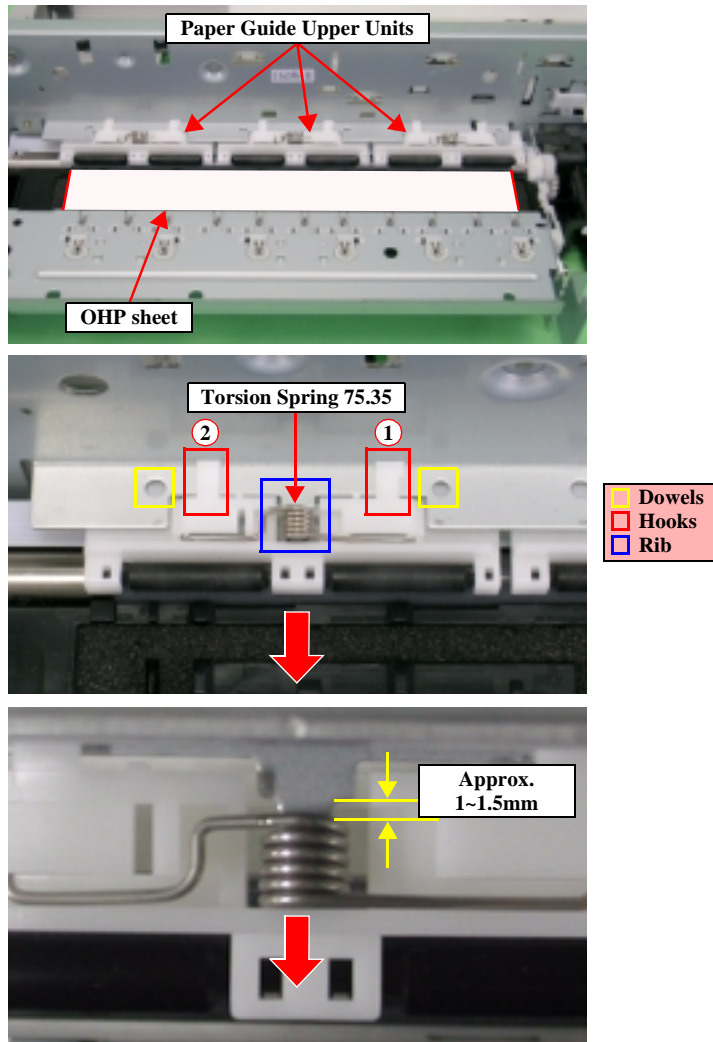 Paper Guide Upper Units
OHP sheet
Torsion Spring 75.35
2
1
Dowels
Hooks
Rib
Approx.
1~1.5mm